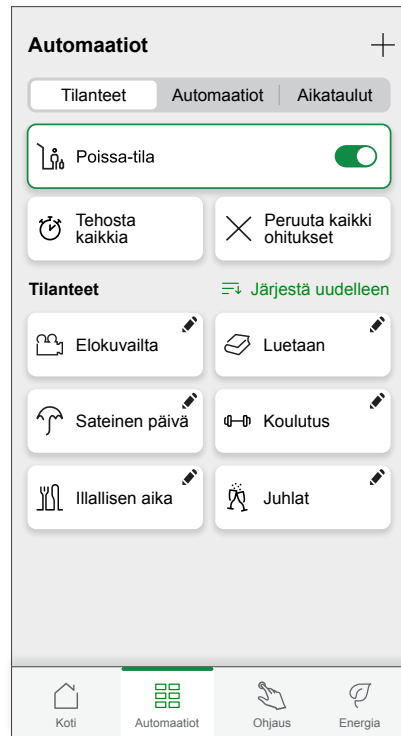 Automaatiot
Tilanteet Automaatiot Aikataulut
Poissa-tila
Tehosta
kaikkia
Peruuta kaikki
ohitukset
Tilanteet
Järjestä uudelleen
Elokuvailta
Luetaan
Sateinen päivä
Koulutus
Illallisen aika
Juhlat
Koti Automaatiot Ohjaus Energia